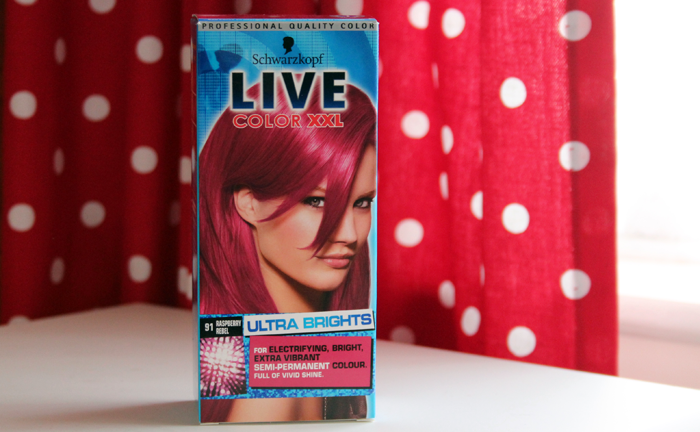 PROFESSIONAL QUALITY COLOR
Schwarzkopf
LIVE
COLOR XXL
91 RASPBERRY
REBEL
ULTRA BRIGHTS
FOR ELECTRIFYING, BRIGHT,
EXTRA VIBRANT
SEMI-PERMANENT COLOUR.
FULL OF VIVID SHINE.